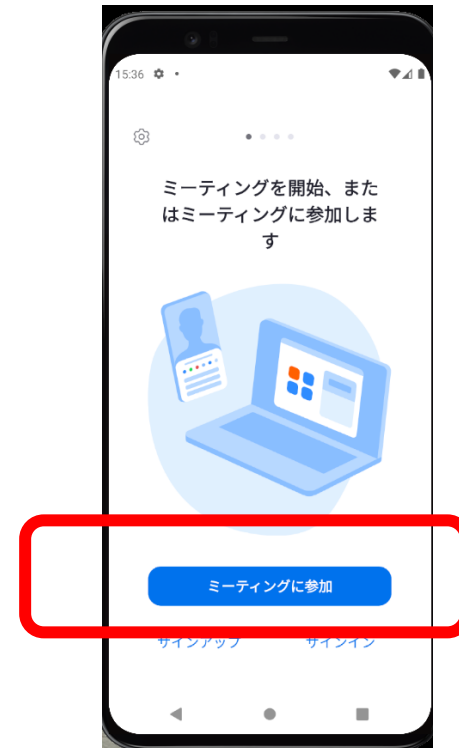 15:36
ミーティングを開始、また
はミーティングに参加しま
す
ミーティングに参加
サインアップ サインイン